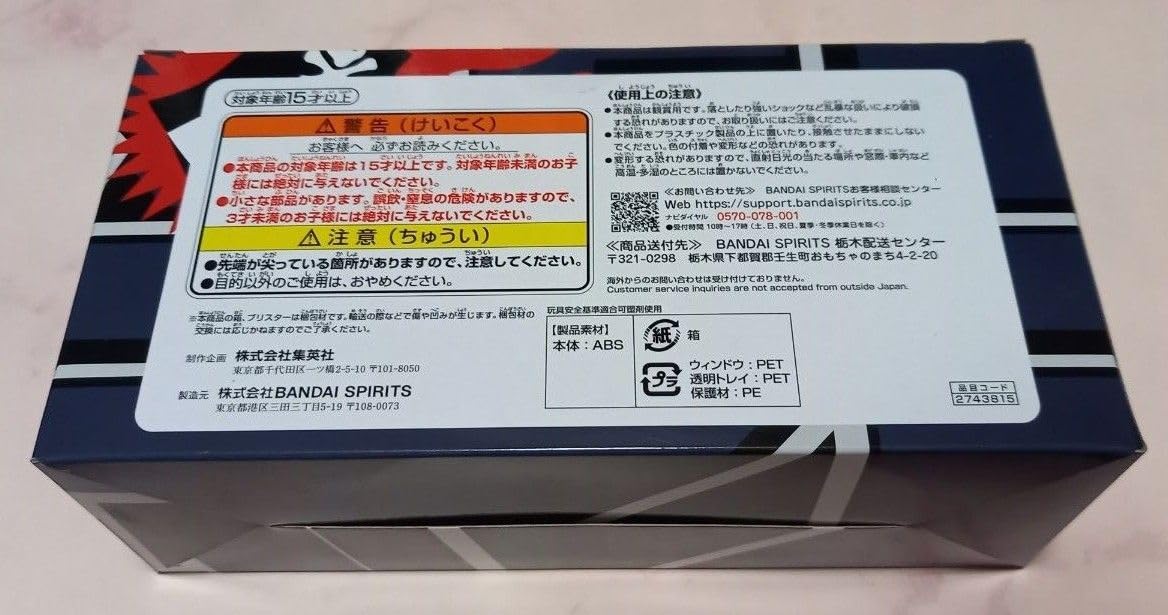 対象年齢15才以上
⚠警告(けいこく)
お客様へ 必ずお読みください。
●本商品の対象年齢は15才以上です。対象年齢未満のお子
様には絶対に与えないでください。
●小さな部品があります。誤飲・窒息の危険がありますので、
3才未満のお子様には絶対に与えないでください。
⚠注意(ちゅうい)
●先端が尖っている箇所がありますので、注意してください。
●目的以外のご使用は、おやめください。
※本商品の箱、ブリスターは梱包材です。輸送の際などで傷や凹みが生じます。梱包材の
交換には応じかねますのでご了承ください。
制作企画 株式会社集英社
東京都千代田区一ツ橋2-5-10 〒101-8050
製造元 株式会社BANDAI SPIRITS
東京都港区三田三丁目5-19 〒108-0073
《使用上の注意》
●本商品は観賞用です。落としたり強いショックなど乱暴な扱いにより破損
する恐れがありますので、お取り扱いにはご注意ください。
●本商品をプラスチック製品の上に置いたり、接触させたままにしない
でください。色の付着や変形などの恐れがあります。
●変形する恐れがありますので、直射日光の当たる場所や窓際・車内など
高温・多湿のところには置かないでください。
≪お問い合わせ先≫ BANDAI SPIRITSお客様相談センター
Web https://support.bandaispirits.co.jp
ナビダイヤル 0570-078-001
●受付時間 10時〜17時(土、日、祝日、夏季・冬季休業日を除く)
≪商品送付先≫ BANDAI SPIRITS 栃木配送センター
〒321-0298 栃木県下都賀郡壬生町おもちゃのまち4-2-20
海外からのお問い合わせは受け付けておりません。
Customer service inquiries are not accepted from outside Japan.
玩具安全基準適合可塑剤使用
【製品素材】
本体:ABS
紙 箱
プラ
ウィンドウ:PET
透明トレイ:PET
保護材:PE
品目コード
2743815